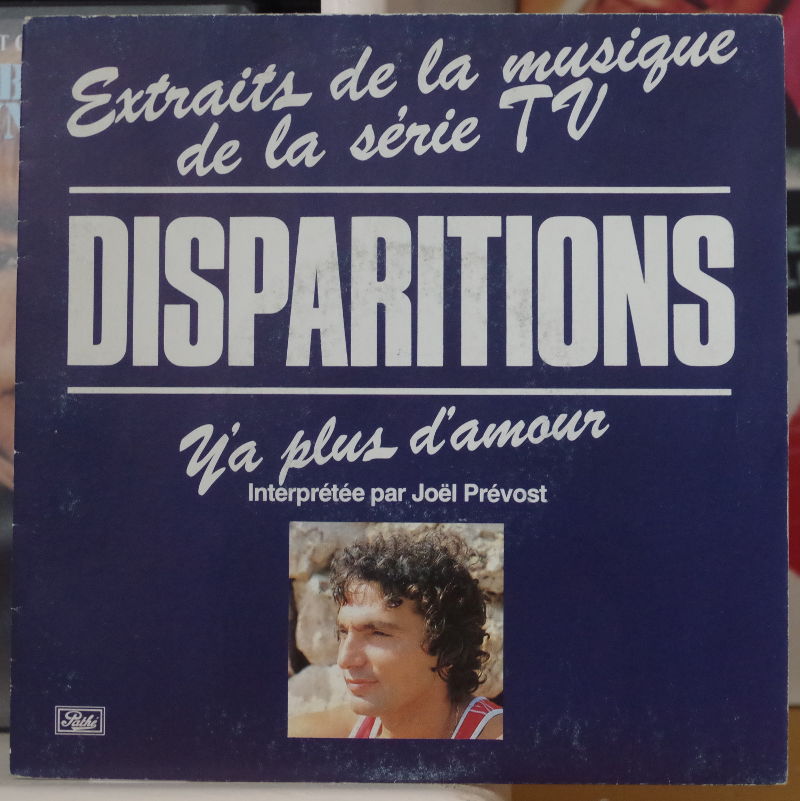 Extraits de la musique
de la série TV
DISPARITIONS
Y'a plus d'amour
Interprétée par Joël Prévost
Pathé